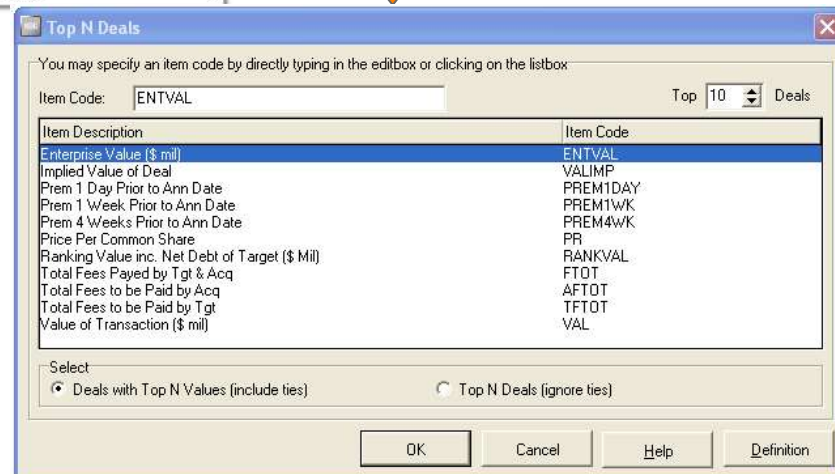 Top N Deals
You may specify an item code by directly typing in the editbox or clicking on the listbox
Item Code: ENTVAL Top 10 Deals
Item Description Item Code
Enterprise Value ($ mil) ENTVAL
Implied Value of Deal VALIMP
Prem 1 Day Prior to Ann Date PREM1DAY
Prem 1 Week Prior to Ann Date PREM1WK
Prem 4 Weeks Prior to Ann Date PREM4WK
Price Per Common Share PR
Ranking Value inc. Net Debt of Target ($ Mil) RANKVAL
Total Fees Payed by Tgt & Acq FTOT
Total Fees to be Paid by Acq AFTOT
Total Fees to be Paid by Tgt TFTOT
Value of Transaction ($ mil) VAL
Select
Deals with Top N Values (include ties) Top N Deals (ignore ties)
OK Cancel Help Definition